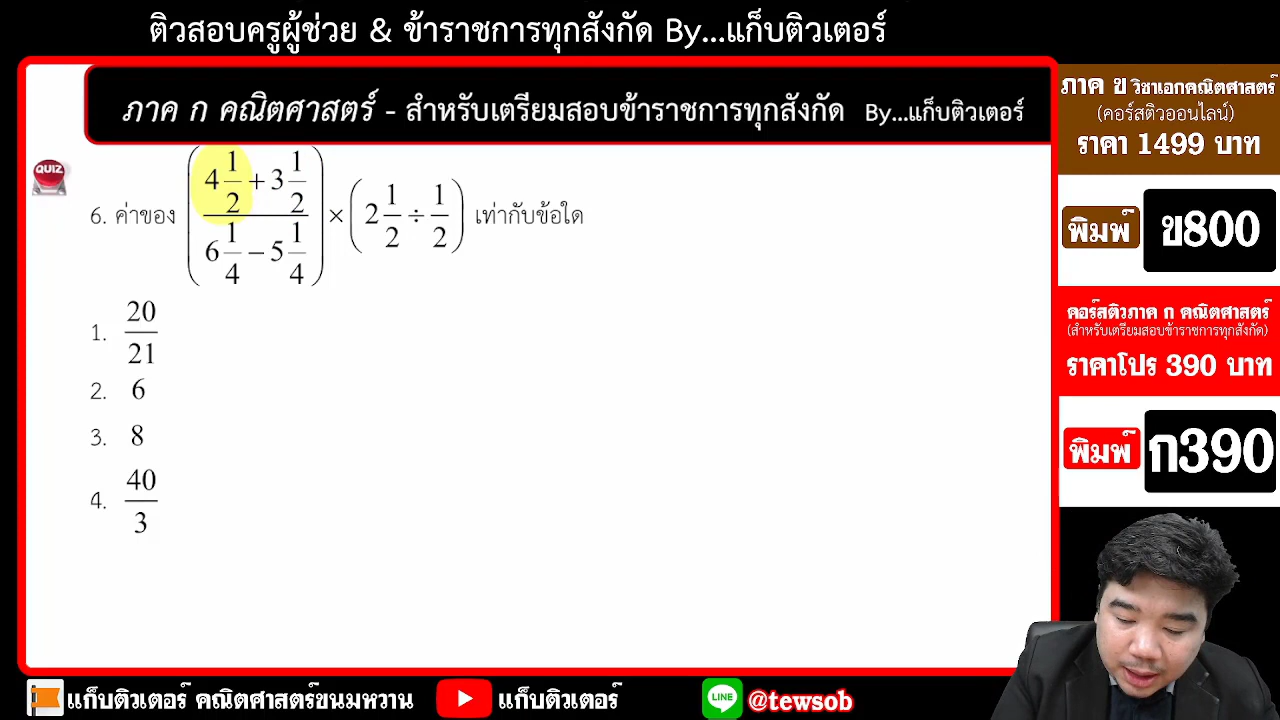 ติวสอบครูผู้ช่วย & ข้าราชการทุกสังกัด By...แก็บติวเตอร์
ภาค ก คณิตศาสตร์ - สำหรับเตรียมสอบข้าราชการทุกสังกัด By...แก็บติวเตอร์
QUIZ
6. ค่าของ ((4 1/2 + 3 1/2)/(6 1/4 − 5 1/4)) × (2 1/2 ÷ 1/2) เท่ากับข้อใด
1. 20/21
2. 6
3. 8
4. 40/3
ภาค ข วิชาเอกคณิตศาสตร์
(คอร์สติวออนไลน์)
ราคา 1499 บาท
พิมพ์ ข800
คอร์สติวภาค ก คณิตศาสตร์
(สำหรับเตรียมสอบข้าราชการทุกสังกัด)
ราคาโปร 390 บาท
พิมพ์ ก390
แก็บติวเตอร์ คณิตศาสตร์ขนมหวาน แก็บติวเตอร์ LINE @tewsob